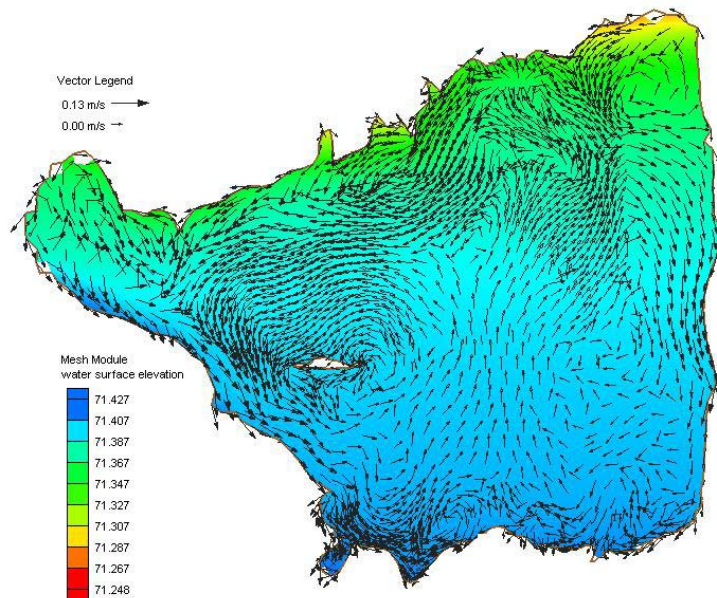 Vector Legend
0.13 m/s
0.00 m/s
Mesh Module
water surface elevation
71.427
71.407
71.387
71.367
71.347
71.327
71.307
71.287
71.267
71.248